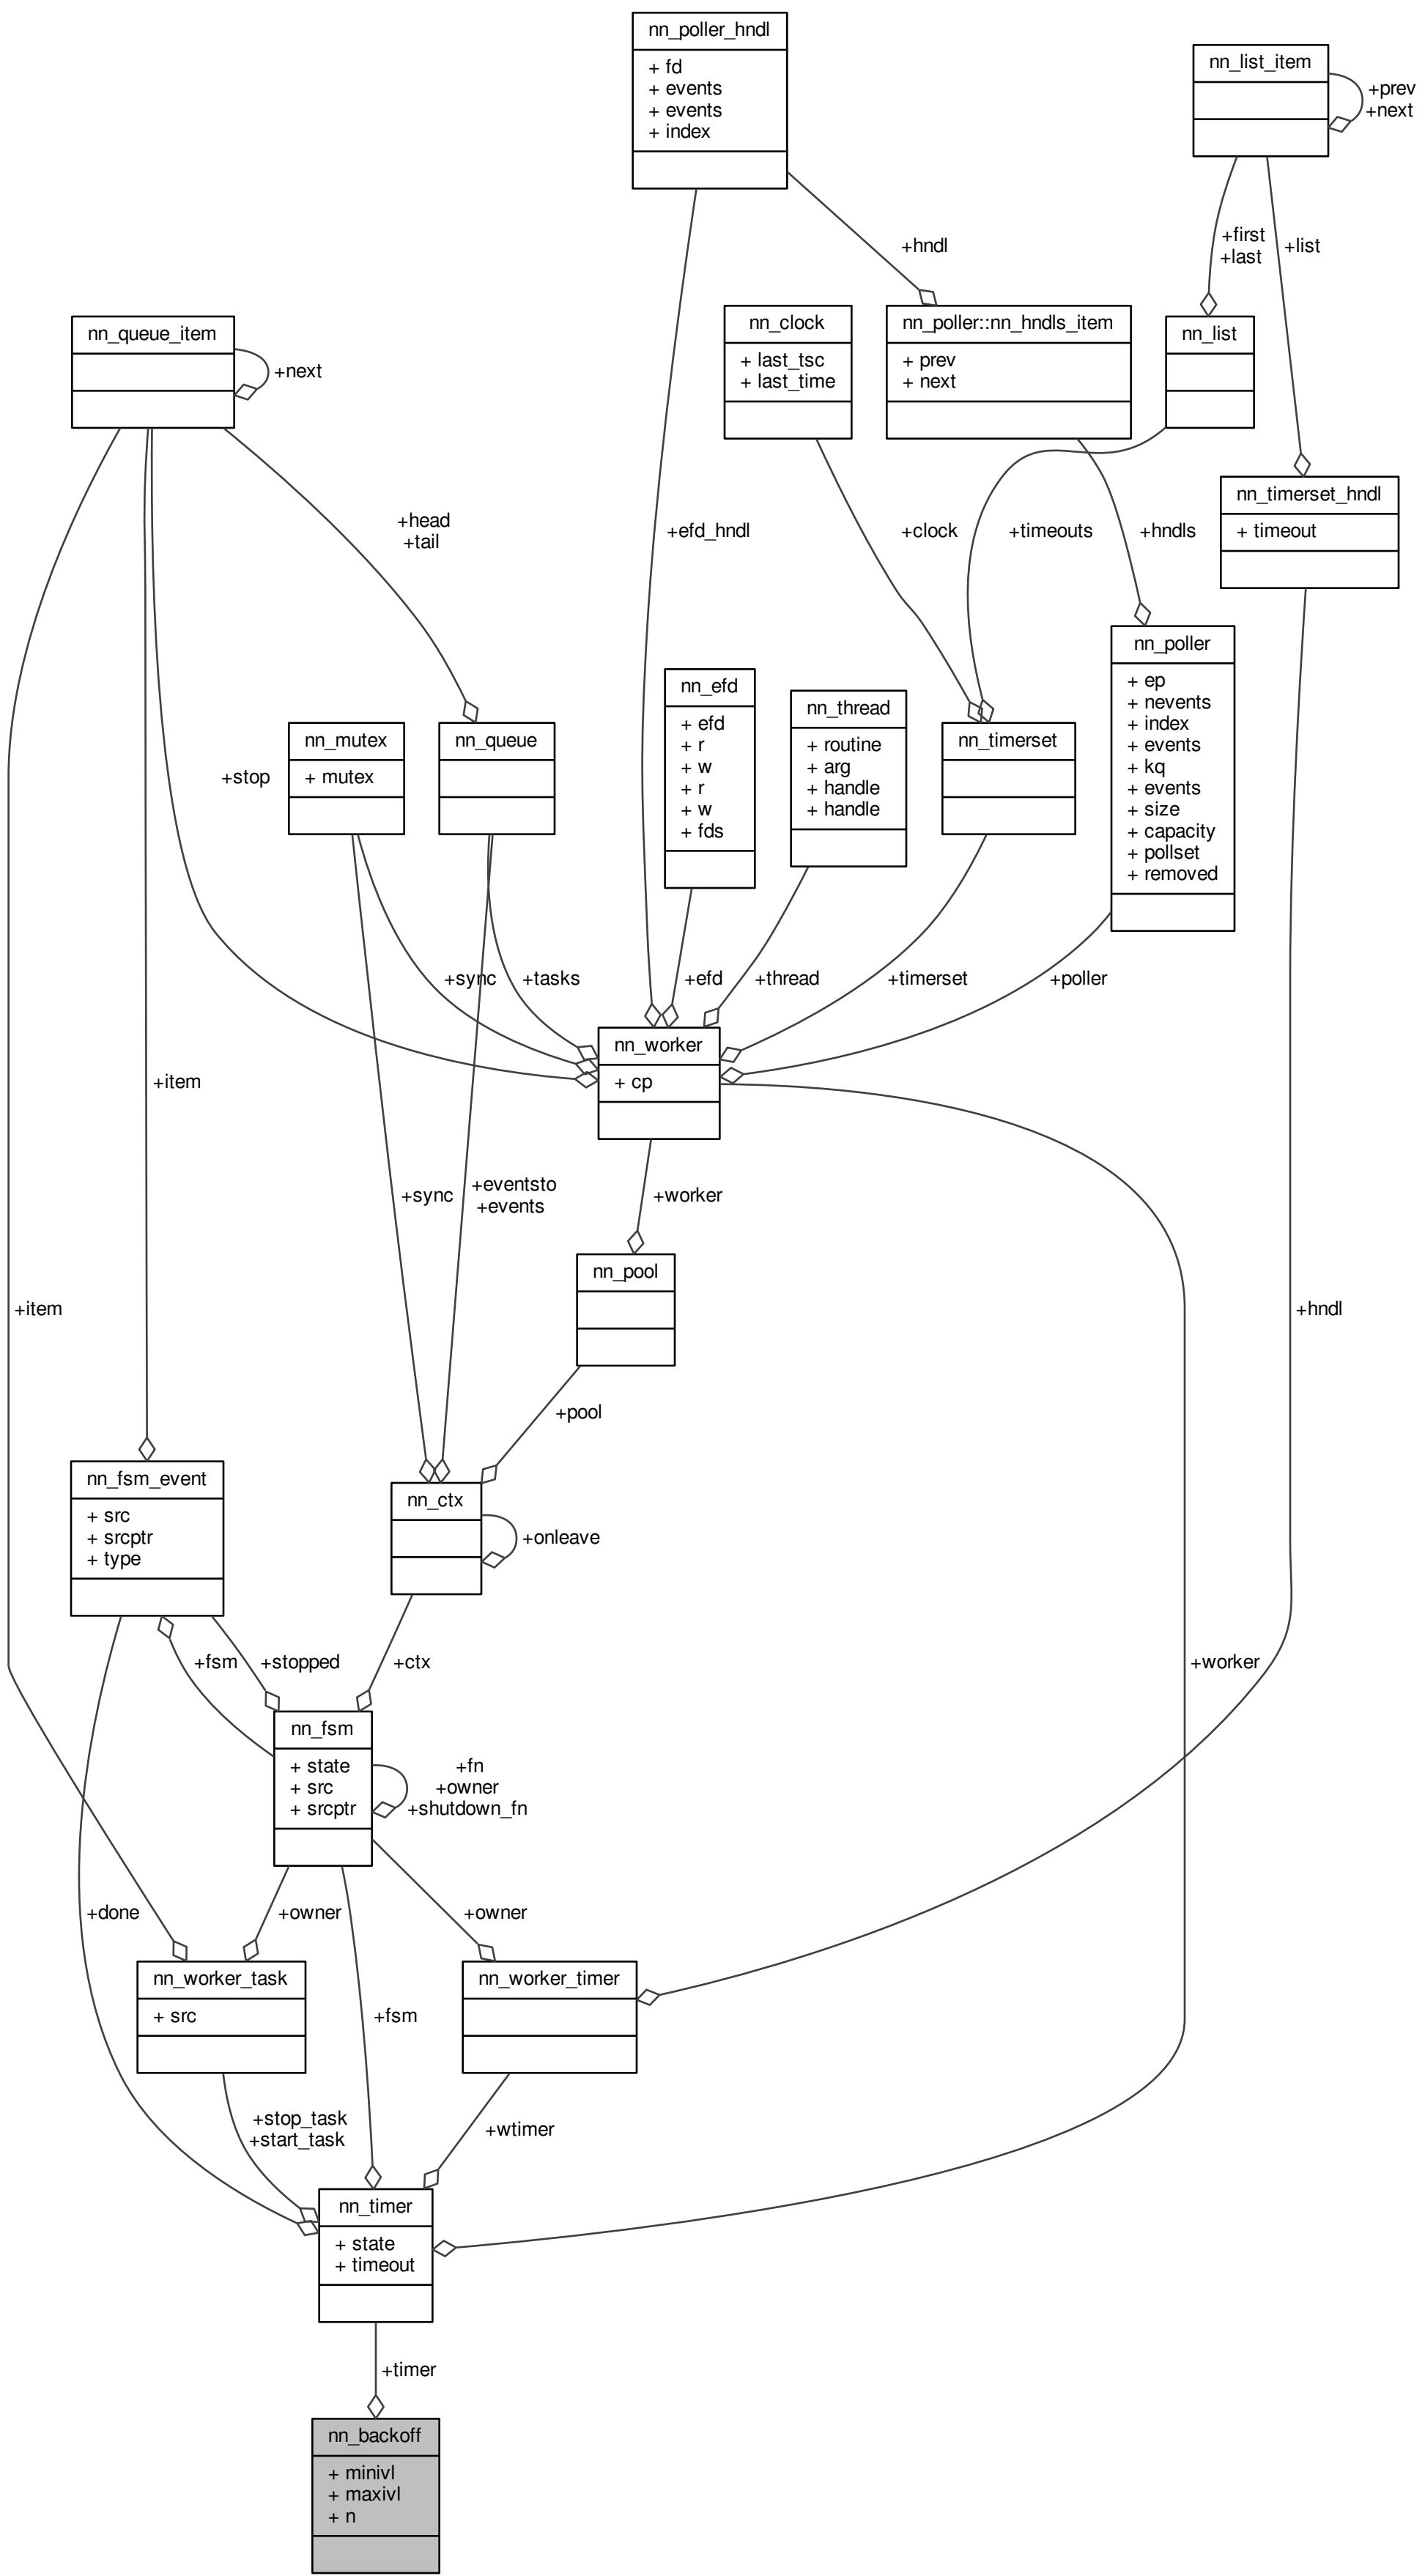 nn_poller_hndl
+ fd
+ events
+ events
+ index
nn_list_item
+prev
+next
+hndl
+first
+last
+list
nn_queue_item
+next
nn_clock
+ last_tsc
+ last_time
nn_poller::nn_hndls_item
+ prev
+ next
nn_list
nn_timerset_hndl
+ timeout
+head
+tail
+efd_hndl
+clock
+timeouts
+hndls
nn_poller
+ ep
+ nevents
+ index
+ events
+ kq
+ events
+ size
+ capacity
+ pollset
+ removed
nn_efd
+ efd
+ r
+ w
+ r
+ w
+ fds
nn_thread
+ routine
+ arg
+ handle
+ handle
nn_timerset
nn_mutex
+ mutex
nn_queue
+stop
+sync
+tasks
+efd
+thread
+timerset
+poller
nn_worker
+ cp
+item
+sync
+eventsto
+events
+worker
nn_pool
+item
+hndl
+pool
nn_fsm_event
+ src
+ srcptr
+ type
nn_ctx
+onleave
+fsm
+stopped
+ctx
+worker
nn_fsm
+ state
+ src
+ srcptr
+fn
+owner
+shutdown_fn
+done
+owner
+owner
nn_worker_task
+ src
+fsm
nn_worker_timer
+stop_task
+start_task
+wtimer
nn_timer
+ state
+ timeout
+timer
nn_backoff
+ minivl
+ maxivl
+ n